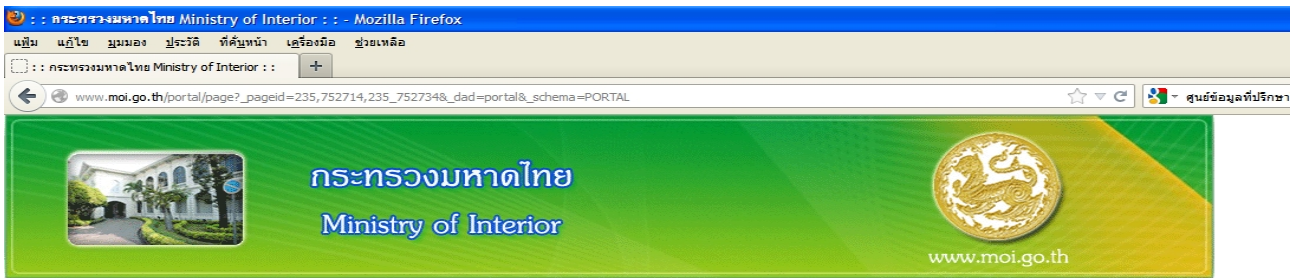 : : กระทรวงมหาดไทย Ministry of Interior : : - Mozilla Firefox
แฟ้ม แก้ไข มุมมอง ประวัติ ที่คั่นหน้า เครื่องมือ ช่วยเหลือ
: : กระทรวงมหาดไทย Ministry of Interior : : +
www.moi.go.th/portal/page?_pageid=235,752714,235_752734&_dad=portal&_schema=PORTAL ศูนย์ข้อมูลที่ปรึกษา
กระทรวงมหาดไทย
Ministry of Interior
www.moi.go.th